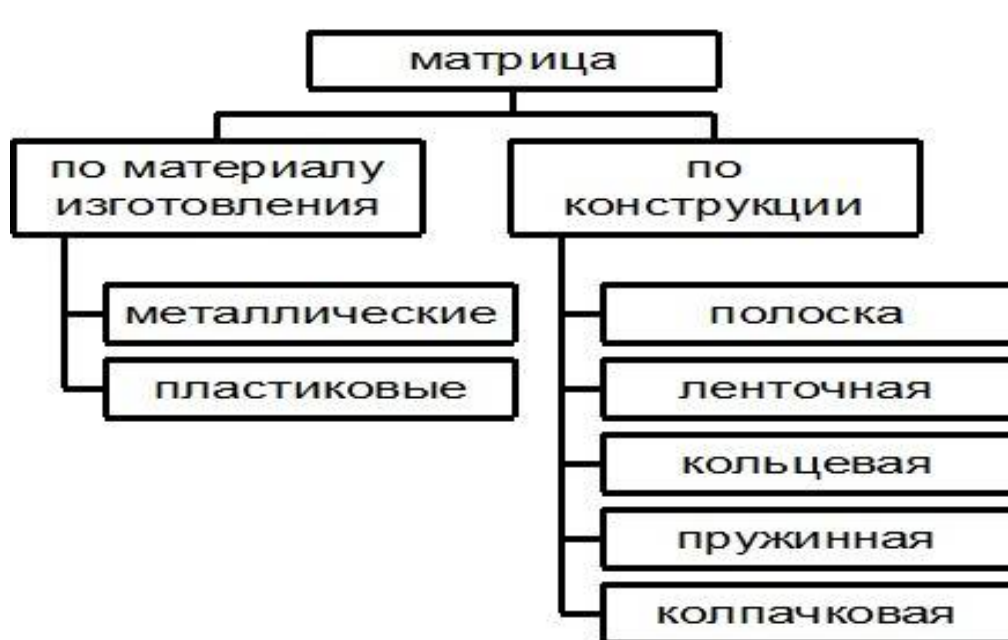 матрица
по материалу
изготовления
металлические
пластиковые
по
конструкции
полоска
ленточная
кольцевая
пружинная
колпачковая